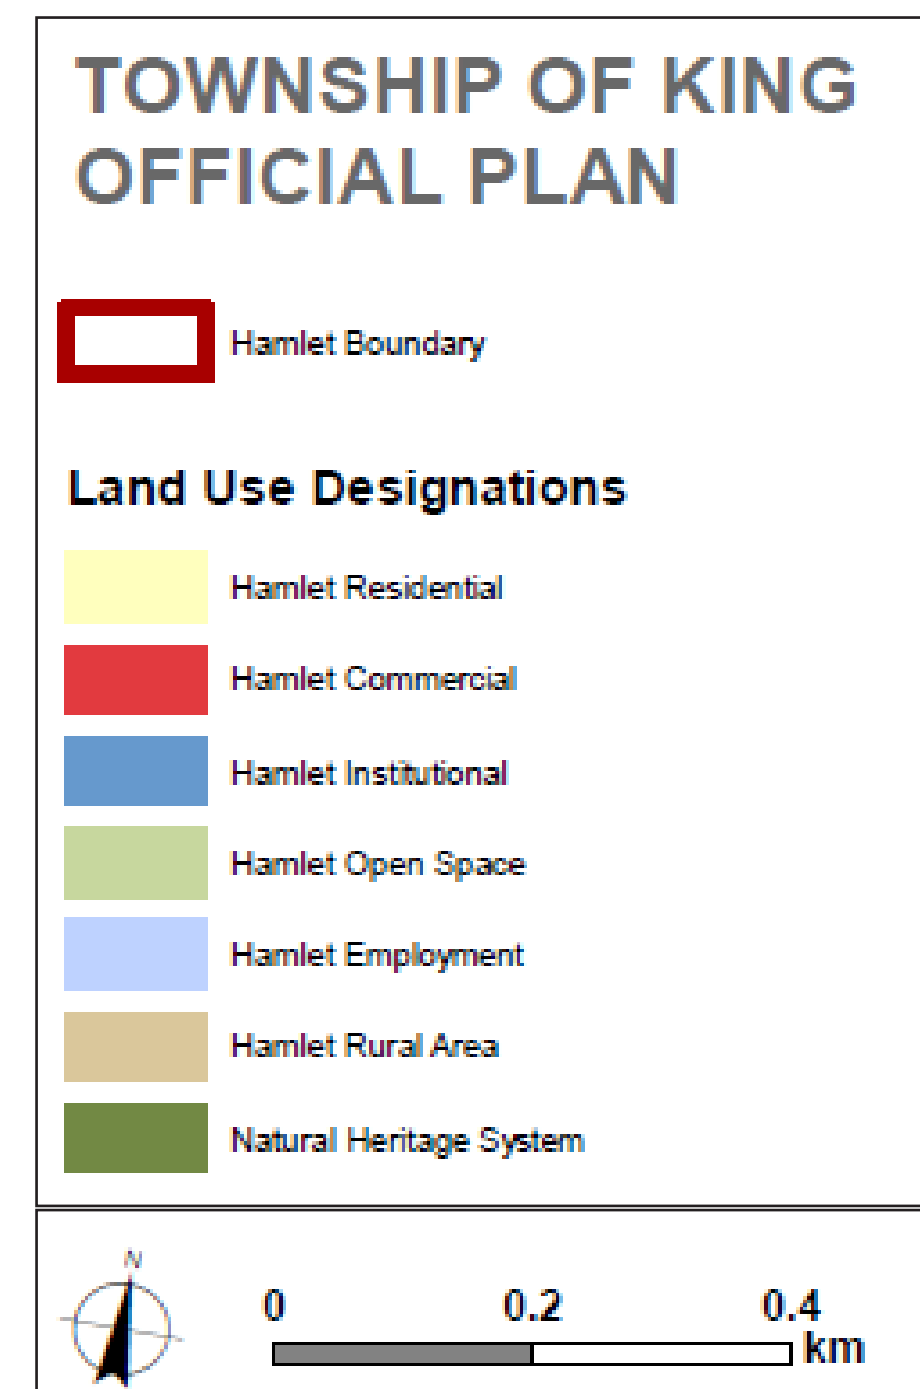 TOWNSHIP OF KING
OFFICIAL PLAN
Hamlet Boundary
Land Use Designations
Hamlet Residential
Hamlet Commercial
Hamlet Institutional
Hamlet Open Space
Hamlet Employment
Hamlet Rural Area
Natural Heritage System
N
0 0.2 0.4
km